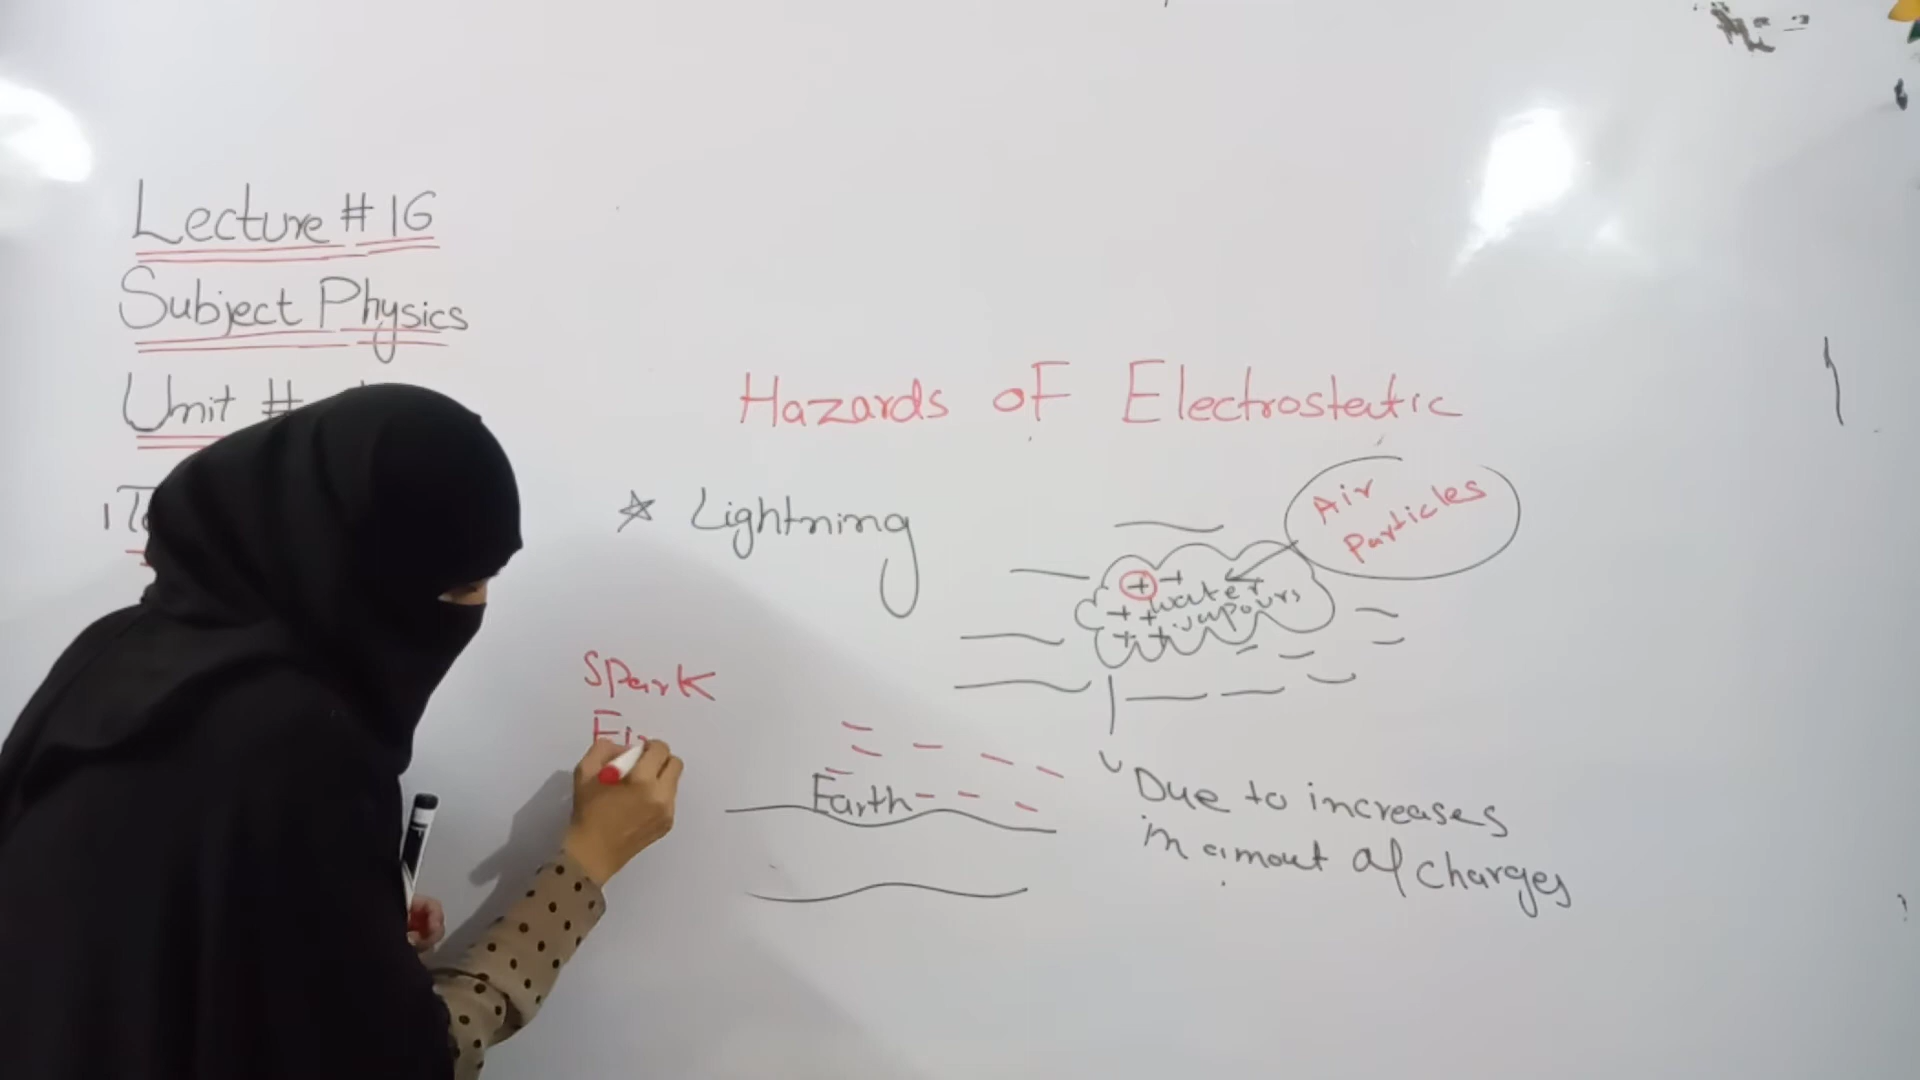 Lecture # 16
Subject Physics
Unit #
Hazards of Electrostatic
Lightning
Air
Particles
+ +
+ + water
+ + vapours
Spark
Earth
Due to increases
in amout of charges